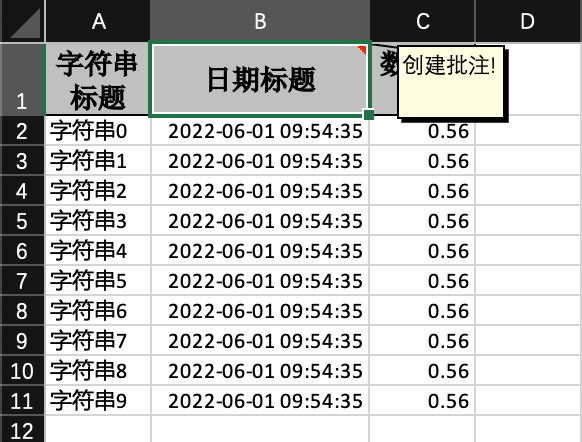 A B C D
1 字符串标题 日期标题 数 创建批注!
2 字符串0 2022-06-01 09:54:35 0.56
3 字符串1 2022-06-01 09:54:35 0.56
4 字符串2 2022-06-01 09:54:35 0.56
5 字符串3 2022-06-01 09:54:35 0.56
6 字符串4 2022-06-01 09:54:35 0.56
7 字符串5 2022-06-01 09:54:35 0.56
8 字符串6 2022-06-01 09:54:35 0.56
9 字符串7 2022-06-01 09:54:35 0.56
10 字符串8 2022-06-01 09:54:35 0.56
11 字符串9 2022-06-01 09:54:35 0.56
12